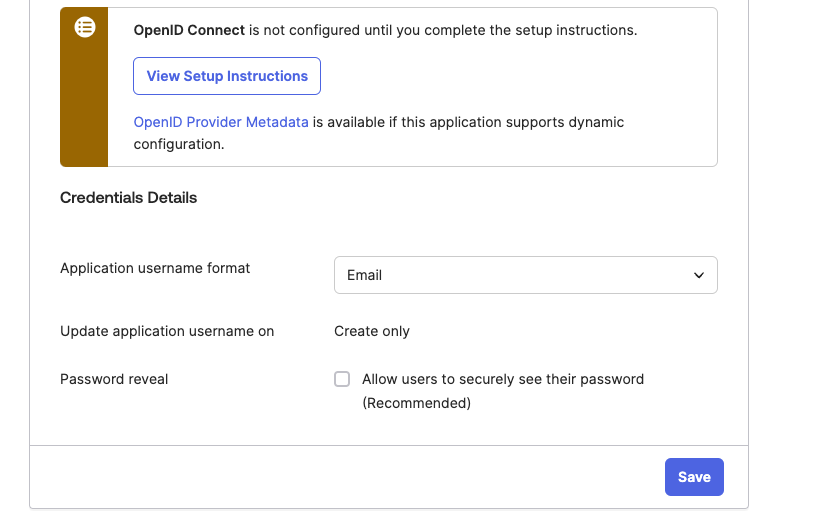 OpenID Connect is not configured until you complete the setup instructions.
View Setup Instructions
OpenID Provider Metadata is available if this application supports dynamic
configuration.
Credentials Details
Application username format
Email
Update application username on
Create only
Password reveal
Allow users to securely see their password
(Recommended)
Save